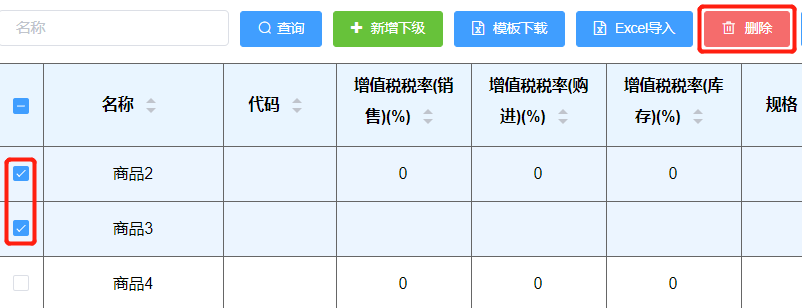 名称 查询 新增下级 模板下载 Excel导入 删除
名称 代码 增值税税率(销售)(%) 增值税税率(购进)(%) 增值税税率(库存)(%) 规格
商品2 0 0 0
商品3
商品4 0 0 0